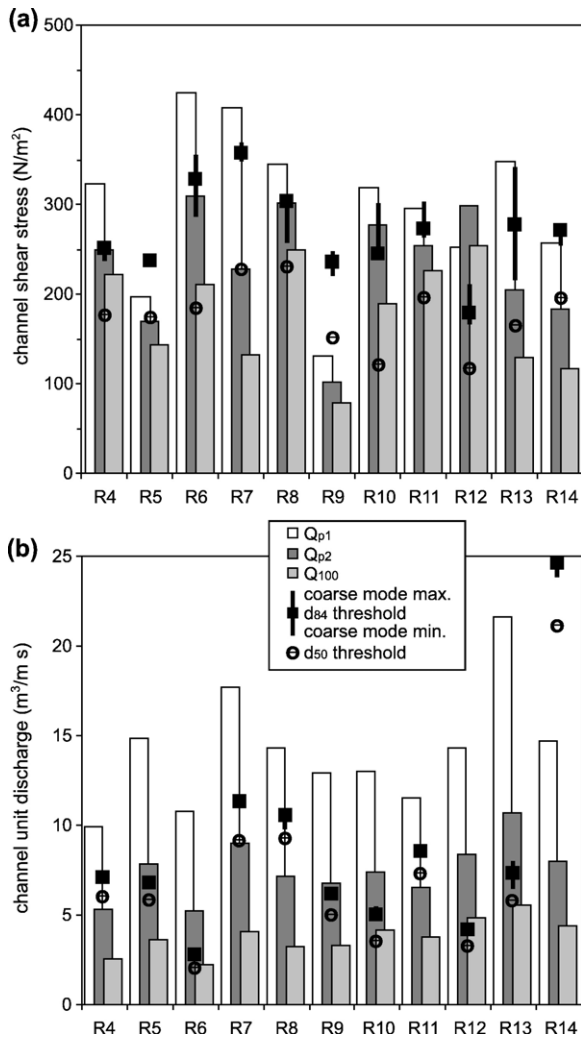 (a)
500
400
300
200
100
0
channel shear stress (N/m²)
R4 R5 R6 R7 R8 R9 R10 R11 R12 R13 R14
(b)
Qp1
Qp2
Q100
coarse mode max.
d84 threshold
coarse mode min.
d50 threshold
25
20
15
10
5
0
channel unit discharge (m³/m s)
R4 R5 R6 R7 R8 R9 R10 R11 R12 R13 R14